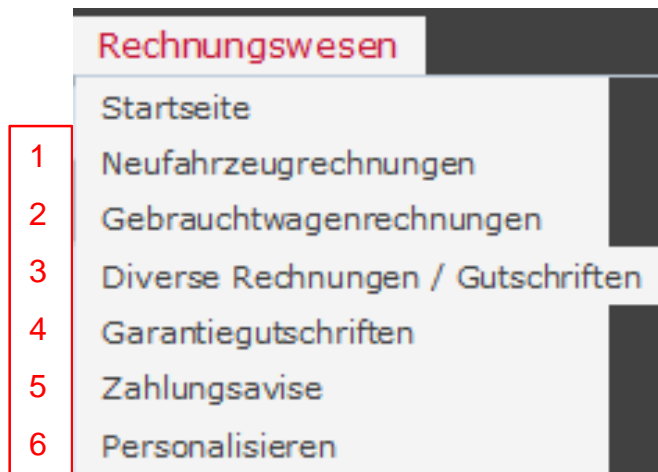 Rechnungswesen
Startseite
1 Neufahrzeugrechnungen
2 Gebrauchtwagenrechnungen
3 Diverse Rechnungen / Gutschriften
4 Garantiegutschriften
5 Zahlungsavise
6 Personalisieren